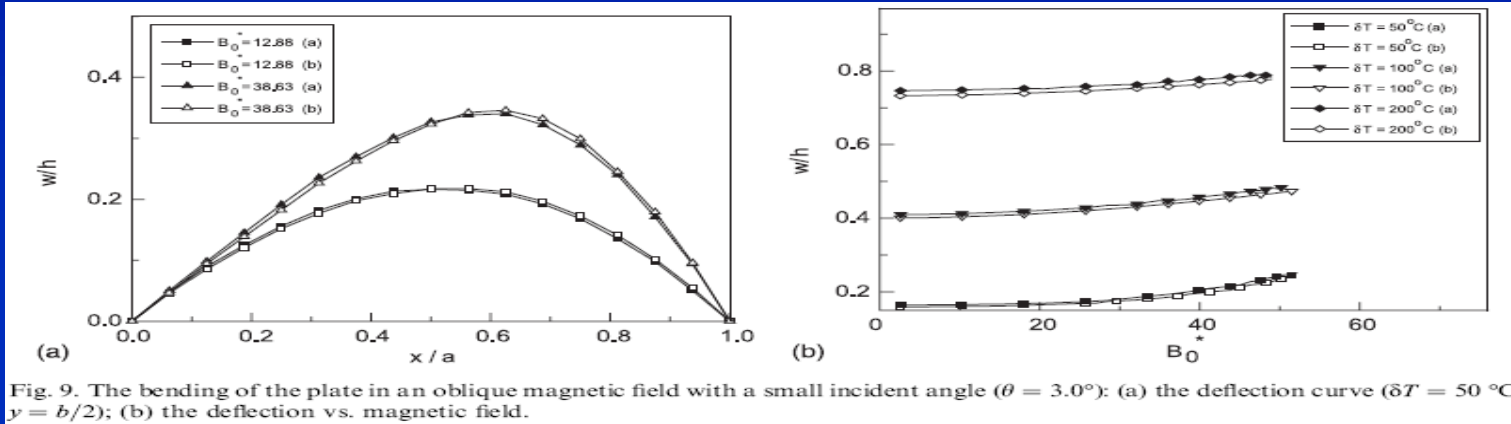 B0*=12.88 (a)
B0*=12.88 (b)
B0*=38.63 (a)
B0*=38.63 (b)
0.4
0.2
0.0
w/h
0.0 0.2 0.4 0.6 0.8 1.0
(a)
x / a
δT = 50°C (a)
δT = 50°C (b)
δT = 100°C (a)
δT = 100°C (b)
δT = 200°C (a)
δT = 200°C (b)
0.8
0.6
0.4
0.2
w/h
0 20 40 60
(b)
B0*
Fig. 9. The bending of the plate in an oblique magnetic field with a small incident angle (θ = 3.0°): (a) the deflection curve (δT = 50 °C
y = b/2); (b) the deflection vs. magnetic field.